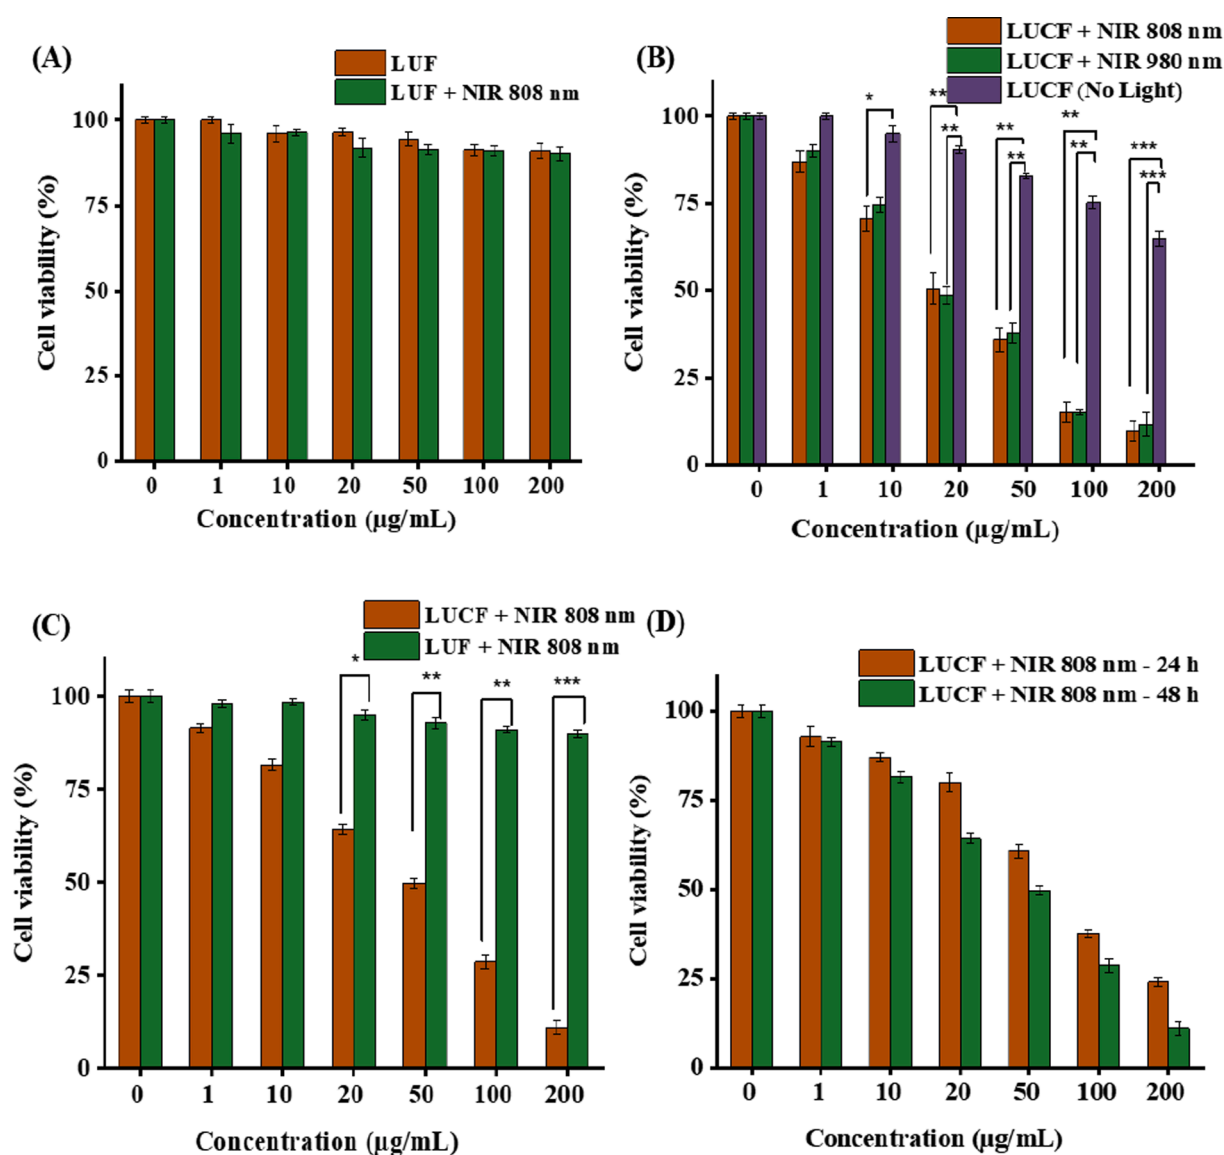 (A)
LUF
LUF + NIR 808 nm
Cell viability (%)
100
75
50
25
0
0 1 10 20 50 100 200
Concentration (µg/mL)
(B)
LUCF + NIR 808 nm
LUCF + NIR 980 nm
LUCF (No Light)
Cell viability (%)
100
75
50
25
0
* ** ** ** ** ** ** *** ***
0 1 10 20 50 100 200
Concentration (µg/mL)
(C)
LUCF + NIR 808 nm
LUF + NIR 808 nm
Cell viability (%)
100
75
50
25
0
* ** ** ***
0 1 10 20 50 100 200
Concentration (µg/mL)
(D)
LUCF + NIR 808 nm - 24 h
LUCF + NIR 808 nm - 48 h
Cell viability (%)
100
75
50
25
0
0 1 10 20 50 100 200
Concentration (µg/mL)